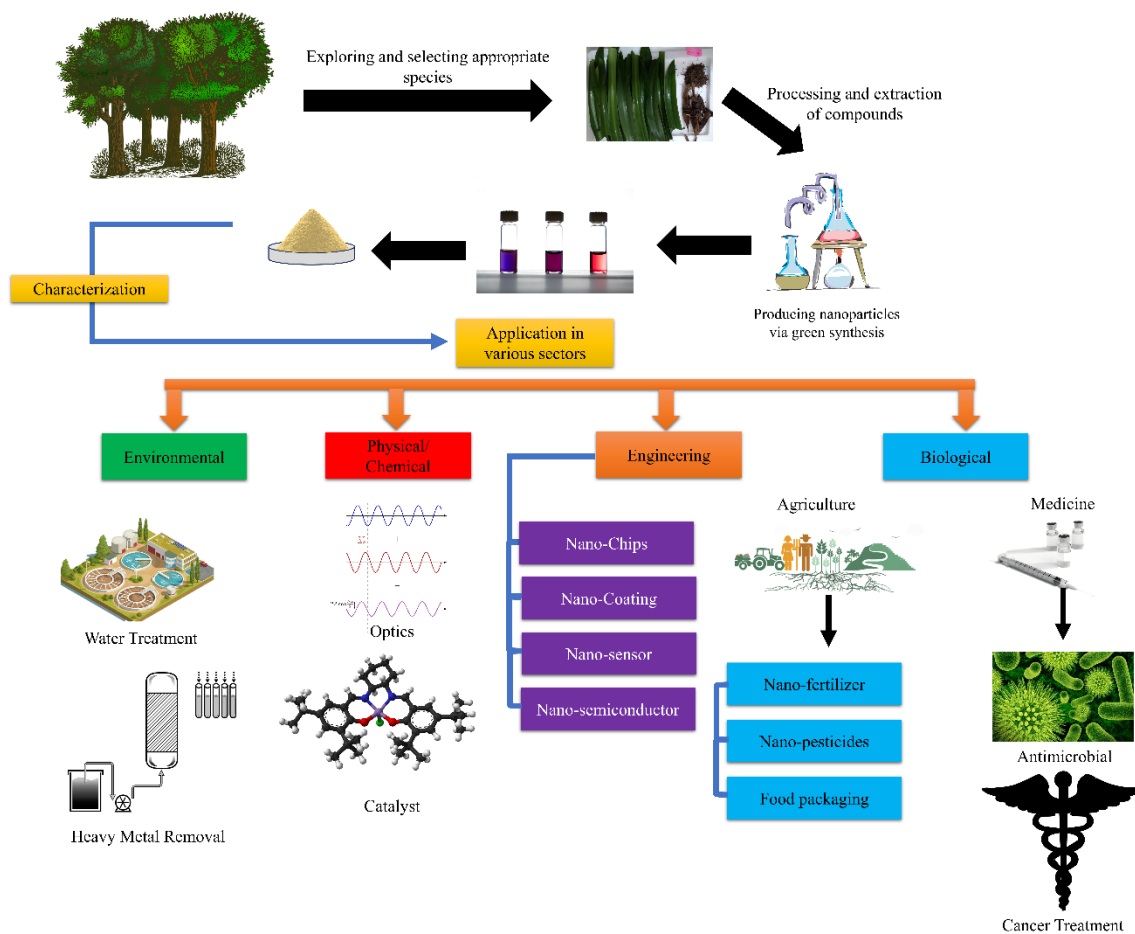 Exploring and selecting appropriate
species
Processing and extraction
of compounds
Producing nanoparticles
via green synthesis
Characterization
Application in
various sectors
Environmental
Physical/
Chemical
Engineering
Biological
Water Treatment
Heavy Metal Removal
Optics
Catalyst
Nano-Chips
Nano-Coating
Nano-sensor
Nano-semiconductor
Agriculture
Nano-fertilizer
Nano-pesticides
Food packaging
Medicine
Antimicrobial
Cancer Treatment